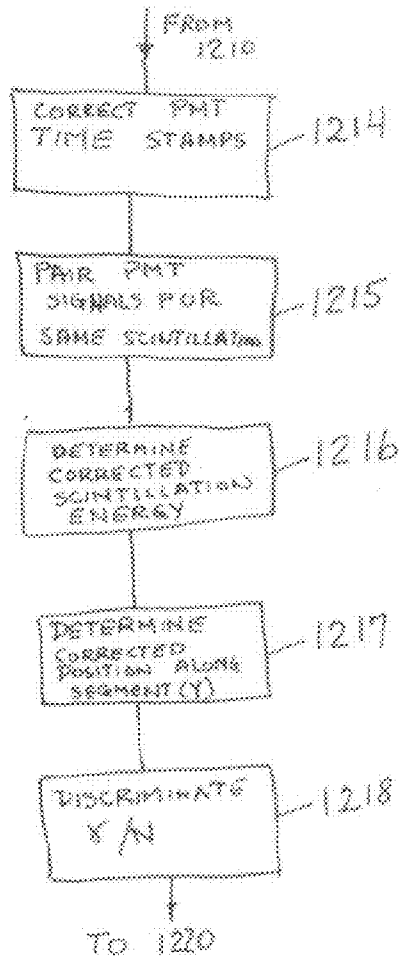 FROM
1210
CORRECT PMT
TIME STAMPS
1214
PAIR PMT
SIGNALS FOR
SAME SCINTILLATION
1215
DETERMINE
CORRECTED
SCINTILLATION
ENERGY
1216
DETERMINE
CORRECTED
POSITION ALONG
SEGMENT (Y)
1217
DISCRIMINATE
γ/N
1218
TO 1220